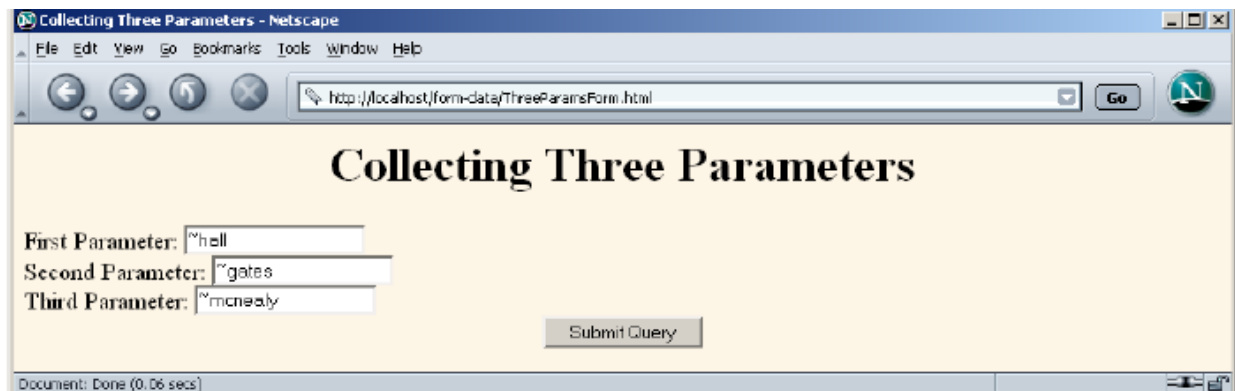 Collecting Three Parameters - Netscape
File Edit View Go Bookmarks Tools Window Help
http://localhost/form-data/ThreeParamsForm.html Go N
Collecting Three Parameters
First Parameter: ~hall
Second Parameter: ~gates
Third Parameter: ~mcnealy
Submit Query
Document: Done (0.06 secs)